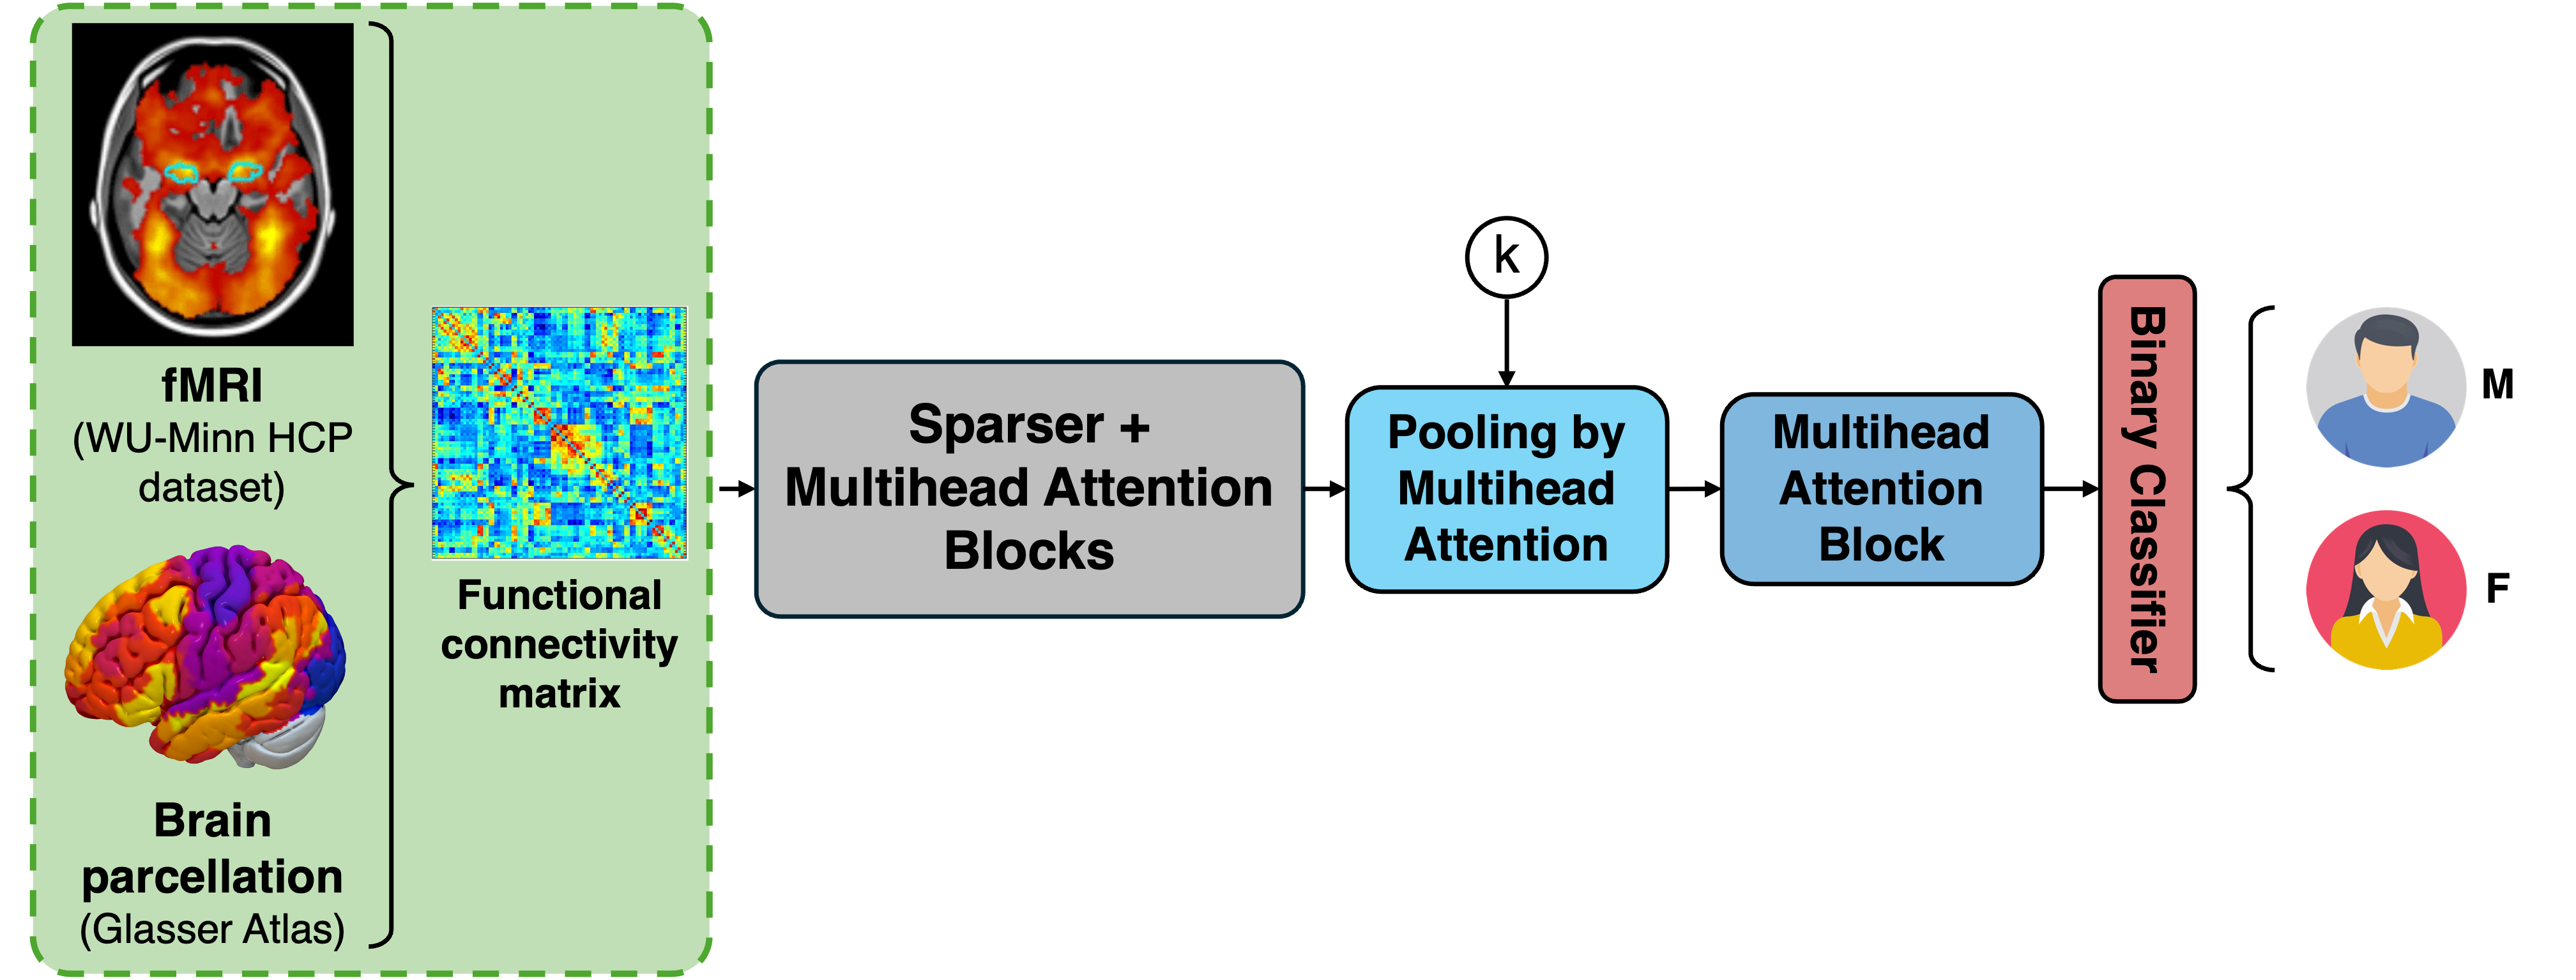 fMRI
(WU-Minn HCP
dataset)
Brain
parcellation
(Glasser Atlas)
Functional
connectivity
matrix
Sparser +
Multihead Attention
Blocks
k
Pooling by
Multihead
Attention
Multihead
Attention
Block
Binary Classifier
M
F